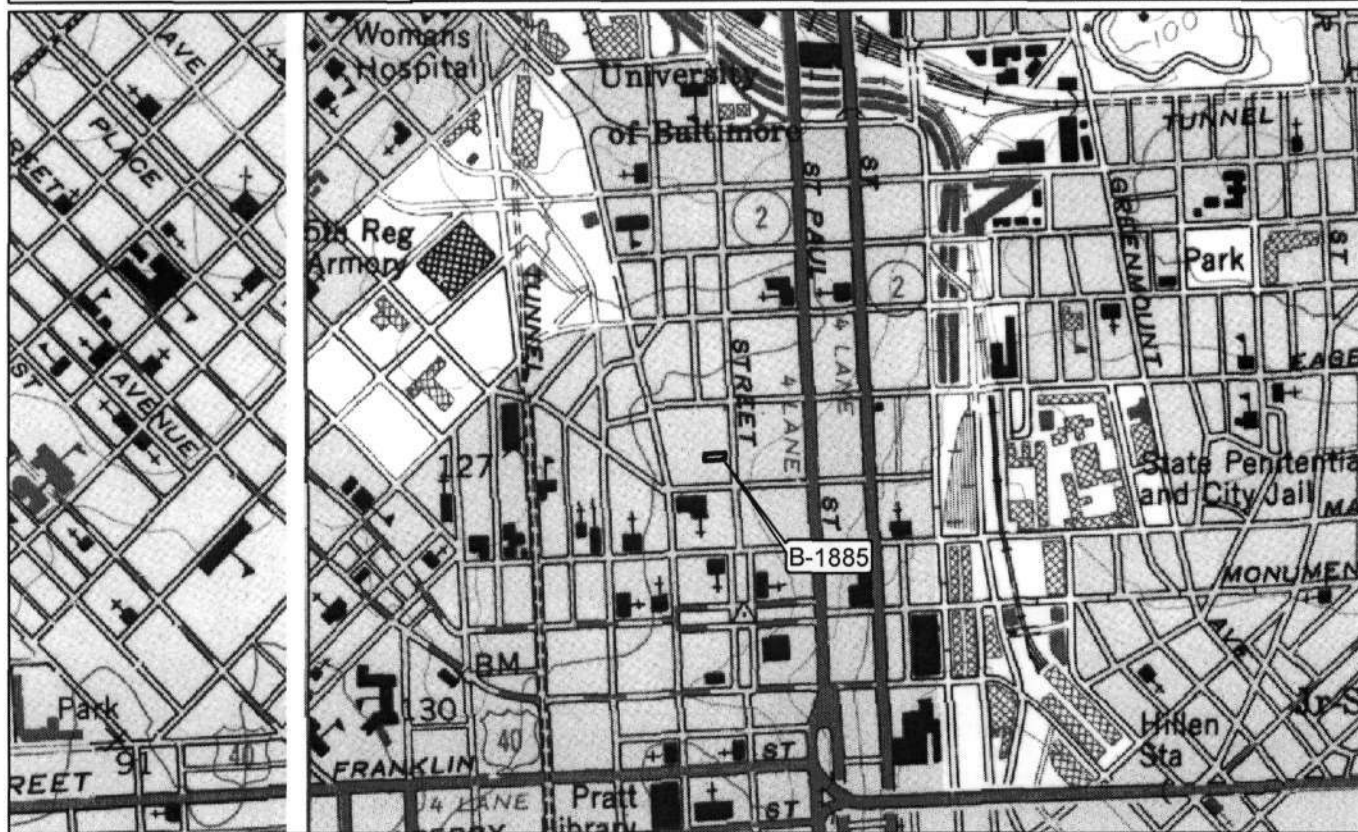 AVE
Womans
Hospital
University
of Baltimore
100
TUNNEL
PLACE
REET
5th Reg
Armory
2
ST
ST PAUL
2
GREENMOUNT
Park
ST
TUNNEL
STREET
4 LANE
4 LANE
EAGE
ST
AVENUE
127
State Penitentia
and City Jail
MA
ST
B-1885
MONUMEN
AVE
BM
130
Park
91
40
40
Hillen
Sta
Jr
FRANKLIN
ST
REET
4 LANE
Pratt
library
ST